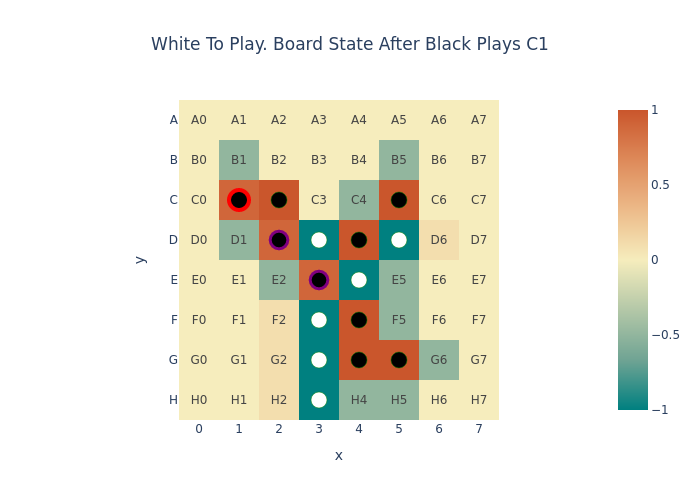 White To Play. Board State After Black Plays C1
A A0 A1 A2 A3 A4 A5 A6 A7 1
B B0 B1 B2 B3 B4 B5 B6 B7
C C0 C3 C4 C6 C7 0.5
D D0 D1 D6 D7
y 0
E E0 E1 E2 E5 E6 E7
F F0 F1 F2 F5 F6 F7 −0.5
G G0 G1 G2 G6 G7
H H0 H1 H2 H4 H5 H6 H7 −1
0 1 2 3 4 5 6 7
x